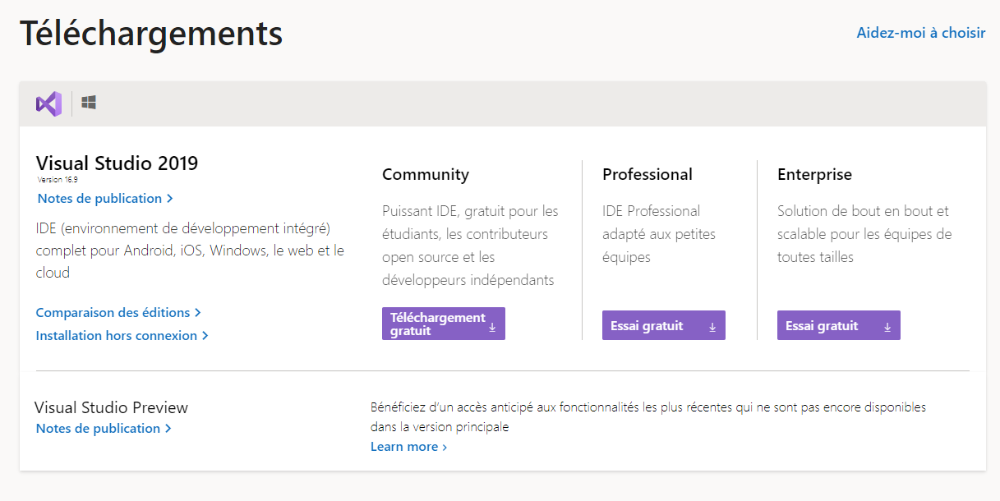 Téléchargements
Aidez-moi à choisir
Visual Studio 2019
Version 16.9
Notes de publication
IDE (environnement de développement intégré)
complet pour Android, iOS, Windows, le web et le
cloud
Comparaison des éditions
Installation hors connexion
Community
Puissant IDE, gratuit pour les
étudiants, les contributeurs
open source et les
développeurs indépendants
Téléchargement
gratuit
Professional
IDE Professional
adapté aux petites
équipes
Essai gratuit
Enterprise
Solution de bout en bout et
scalable pour les équipes de
toutes tailles
Essai gratuit
Visual Studio Preview
Notes de publication
Bénéficiez d’un accès anticipé aux fonctionnalités les plus récentes qui ne sont pas encore disponibles
dans la version principale
Learn more